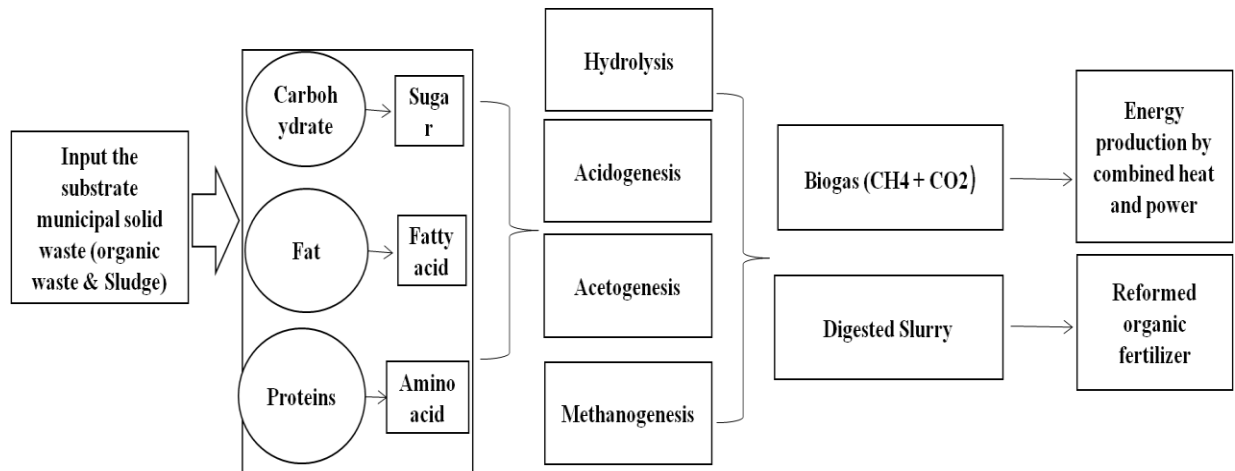 Input the
substrate
municipal solid
waste (organic
waste & Sludge)
Carboh
ydrate
Suga
r
Fat
Fatty
acid
Proteins
Amino
acid
Hydrolysis
Acidogenesis
Acetogenesis
Methanogenesis
Biogas (CH4 + CO2)
Digested Slurry
Energy
production by
combined heat
and power
Reformed
organic
fertilizer